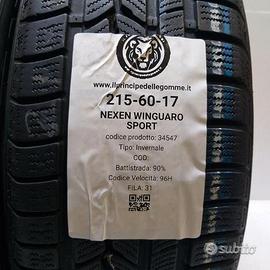 www.ilprincipedellegomme.it
215-60-17
NEXEN WINGUARO
SPORT
codice prodotto: 34547
Tipo: Invernale
COD:
Battistrada: 90%
Codice Velocità: 96H
FILA: 31
subito